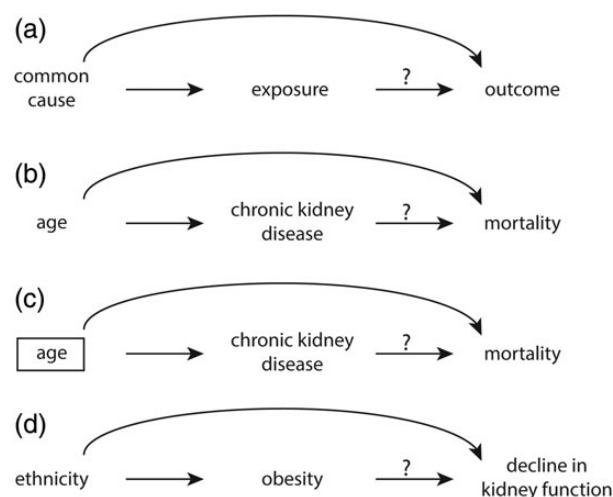 (a)
common
cause
exposure
?
outcome
(b)
age
chronic kidney
disease
?
mortality
(c)
age
chronic kidney
disease
?
mortality
(d)
ethnicity
obesity
?
decline in
kidney function